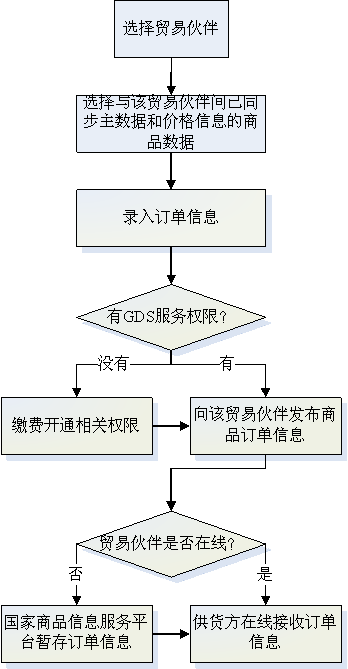 选择贸易伙伴
选择与该贸易伙伴间已同
步主数据和价格信息的商
品数据
录入订单信息
有GDS服务权限?
没有
有
缴费开通相关权限
向该贸易伙伴发布商
品订单信息
贸易伙伴是否在线?
否
是
国家商品信息服务平
台暂存订单信息
供货方在线接收订单
信息